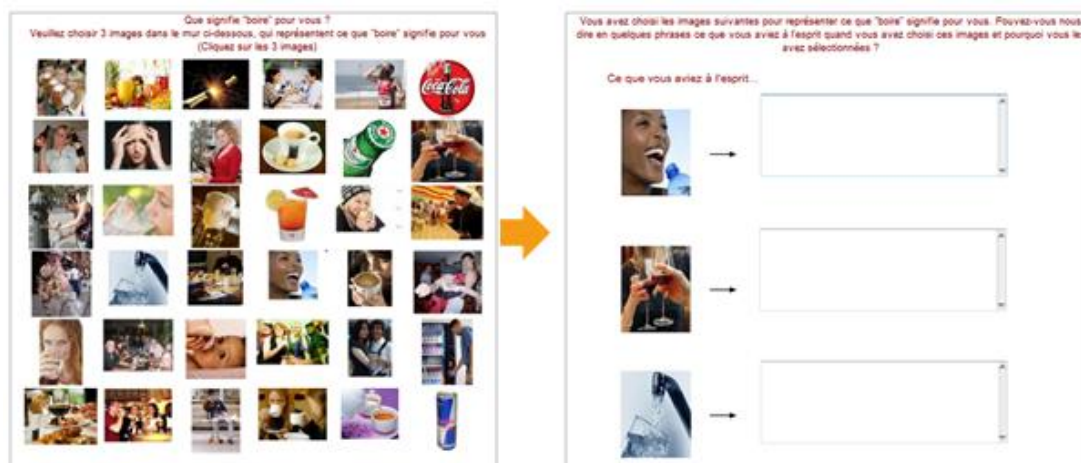 Que signifie "boire" pour vous ?
Veuillez choisir 3 images dans le mur ci-dessous, qui représentent ce que "boire" signifie pour vous
(Cliquez sur les 3 images)
Coca-Cola
Vous avez choisi les images suivantes pour représenter ce que "boire" signifie pour vous. Pouvez-vous nous
dire en quelques phrases ce que vous aviez à l'esprit quand vous avez choisi ces images et pourquoi vous les
avez sélectionnées ?
Ce que vous aviez à l'esprit...